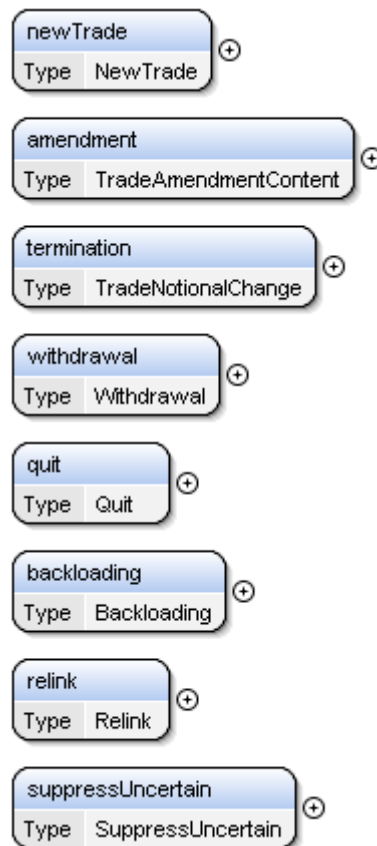 newTrade
Type NewTrade
amendment
Type TradeAmendmentContent
termination
Type TradeNotionalChange
withdrawal
Type Withdrawal
quit
Type Quit
backloading
Type Backloading
relink
Type Relink
suppressUncertain
Type SuppressUncertain